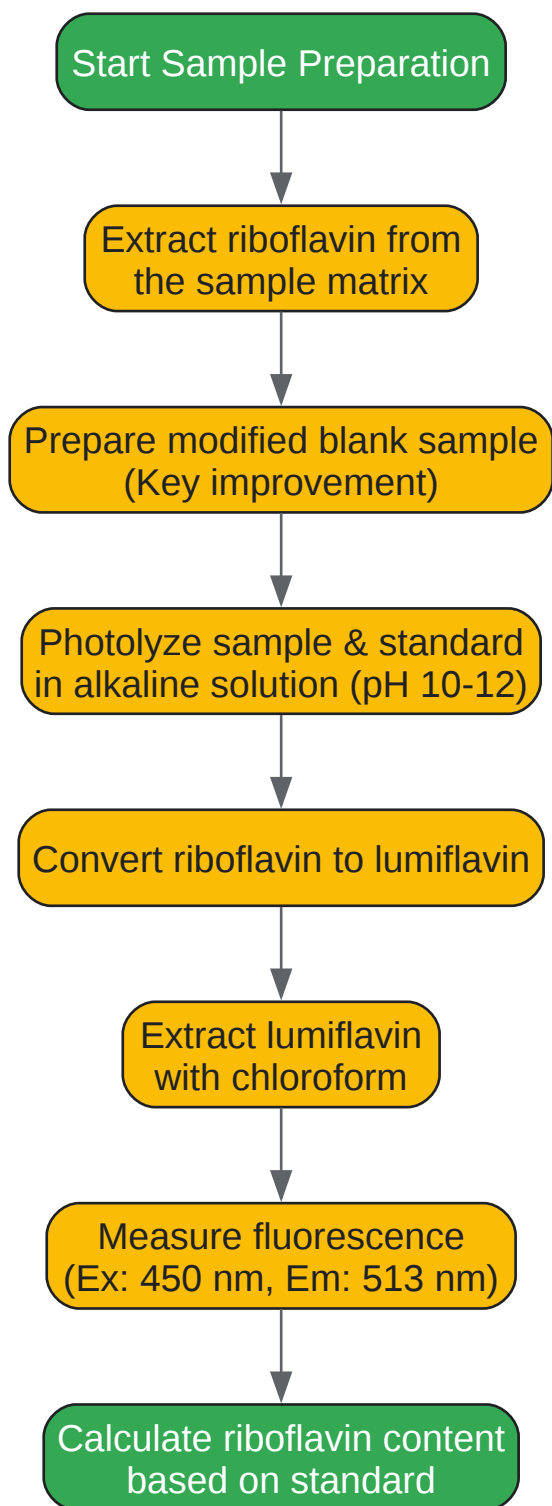 Start Sample Preparation
Extract riboflavin from
the sample matrix
Prepare modified blank sample
(Key improvement)
Photolyze sample & standard
in alkaline solution (pH 10-12)
Convert riboflavin to lumiflavin
Extract lumiflavin
with chloroform
Measure fluorescence
(Ex: 450 nm, Em: 513 nm)
Calculate riboflavin content
based on standard